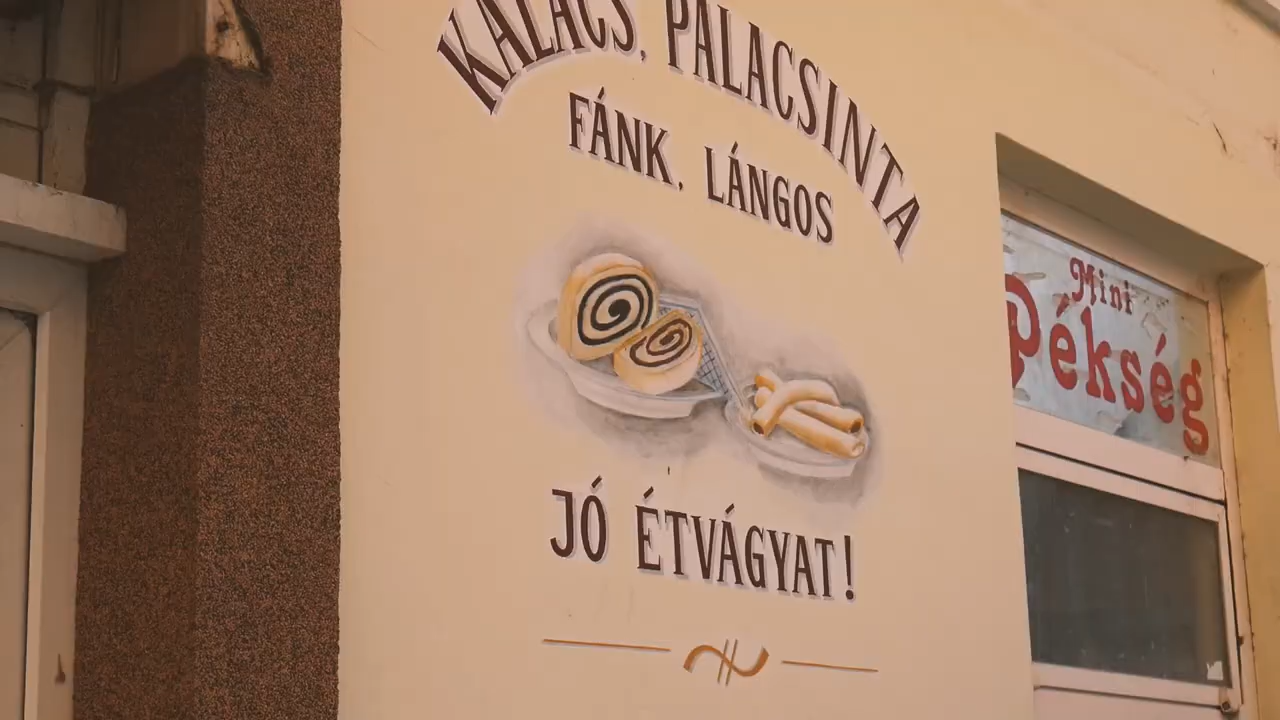 KALÁCS, PALACSINTA
FÁNK, LÁNGOS
JÓ ÉTVÁGYAT!
Mini
Pékség